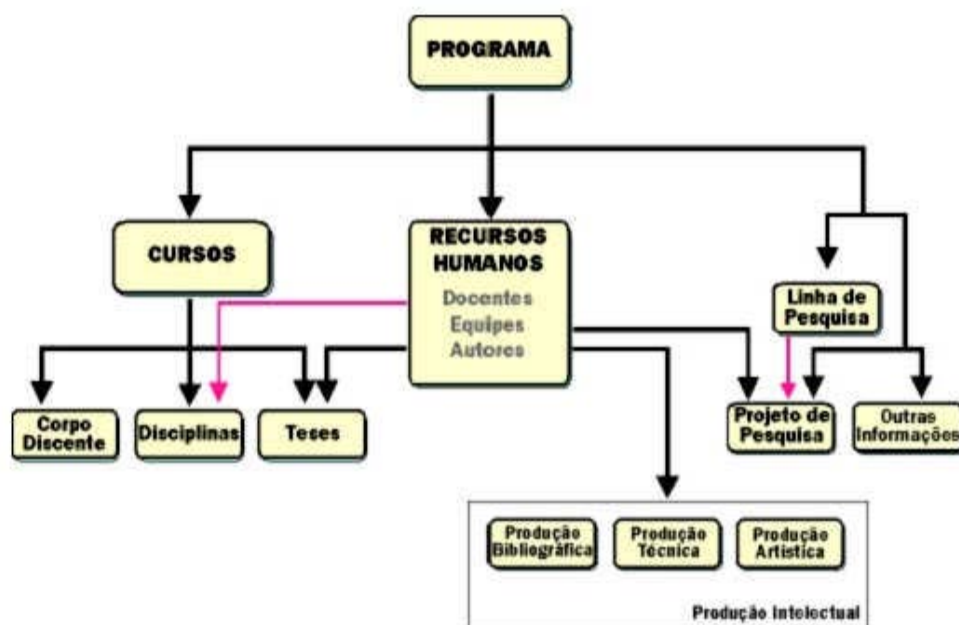 PROGRAMA
CURSOS
RECURSOS
HUMANOS
Docentes
Equipes
Autores
Linha de
Pesquisa
Corpo
Discente
Disciplinas
Teses
Projeto de
Pesquisa
Outras
Informações
Produção
Bibliográfica
Produção
Técnica
Produção
Artística
Produção Intelectual